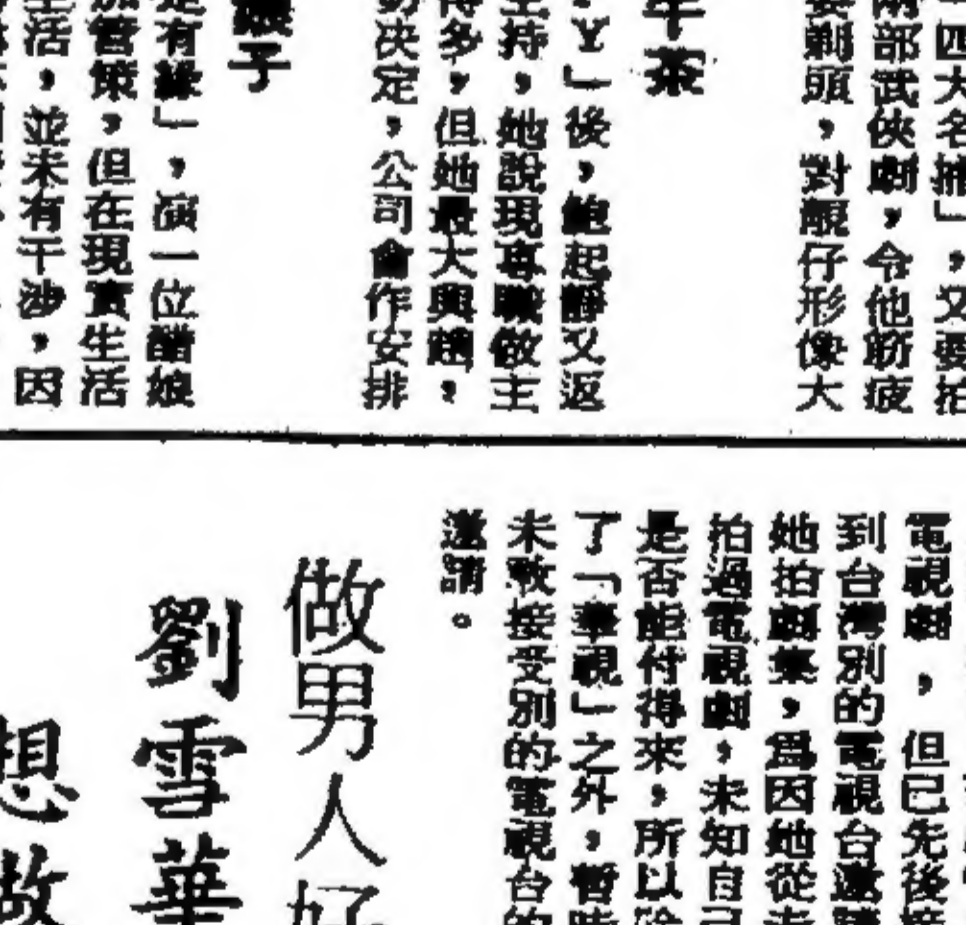 四大名捕」，又要拍
兩部武俠劇，令他筋疲
要剃頭，對靚仔形像大
牛茶
Y」後，鮑起靜又返
主持，她說現專職做主
得多，但她最大興趣，
决定，公司會作安排
子
是有緣」，演一位醋娘
加管策，但在現實生活
生活，並未有干涉，因
電視劇，但已先後接
到台灣別的電視台邀請
她拍劇集，爲因她從未
拍過電視劇，未知自己
是否能付得來，所以除
了「華視」之外，暫時
未敢接受別的電視台的
邀請。
做男人好
劉雪華
想做